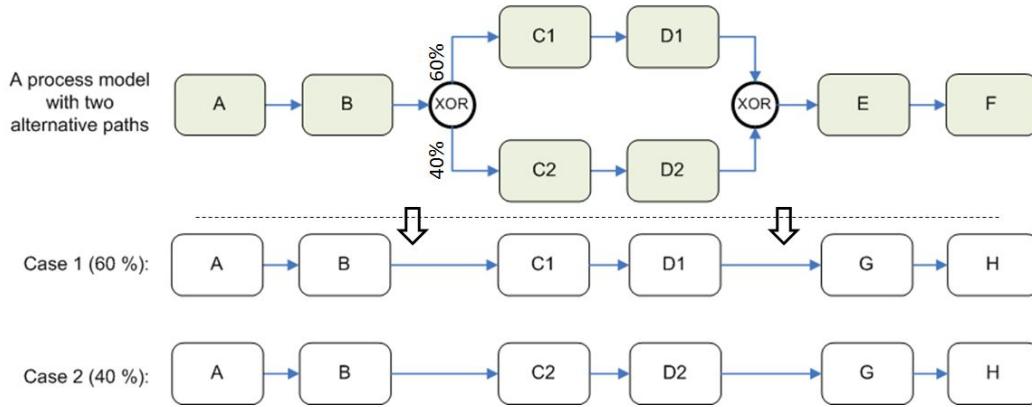 C1
D1
60%
A process model
with two
alternative paths
A
B
XOR
XOR
E
F
40%
C2
D2
Case 1 (60 %):
A
B
C1
D1
G
H
Case 2 (40 %):
A
B
C2
D2
G
H